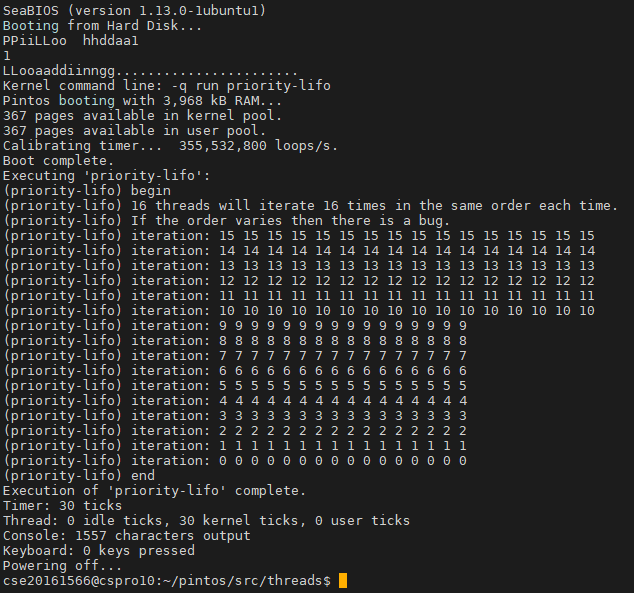 SeaBIOS (version 1.13.0-1ubuntu1)
Booting from Hard Disk...
PPiiLLoo  hhddaa1
1
LLooaaddiinngg.......................
Kernel command line: -q run priority-lifo
Pintos booting with 3,968 kB RAM...
367 pages available in kernel pool.
367 pages available in user pool.
Calibrating timer...  355,532,800 loops/s.
Boot complete.
Executing 'priority-lifo':
(priority-lifo) begin
(priority-lifo) 16 threads will iterate 16 times in the same order each time.
(priority-lifo) If the order varies then there is a bug.
(priority-lifo) iteration: 15 15 15 15 15 15 15 15 15 15 15 15 15 15 15 15
(priority-lifo) iteration: 14 14 14 14 14 14 14 14 14 14 14 14 14 14 14 14
(priority-lifo) iteration: 13 13 13 13 13 13 13 13 13 13 13 13 13 13 13 13
(priority-lifo) iteration: 12 12 12 12 12 12 12 12 12 12 12 12 12 12 12 12
(priority-lifo) iteration: 11 11 11 11 11 11 11 11 11 11 11 11 11 11 11 11
(priority-lifo) iteration: 10 10 10 10 10 10 10 10 10 10 10 10 10 10 10 10
(priority-lifo) iteration: 9 9 9 9 9 9 9 9 9 9 9 9 9 9 9 9
(priority-lifo) iteration: 8 8 8 8 8 8 8 8 8 8 8 8 8 8 8 8
(priority-lifo) iteration: 7 7 7 7 7 7 7 7 7 7 7 7 7 7 7 7
(priority-lifo) iteration: 6 6 6 6 6 6 6 6 6 6 6 6 6 6 6 6
(priority-lifo) iteration: 5 5 5 5 5 5 5 5 5 5 5 5 5 5 5 5
(priority-lifo) iteration: 4 4 4 4 4 4 4 4 4 4 4 4 4 4 4 4
(priority-lifo) iteration: 3 3 3 3 3 3 3 3 3 3 3 3 3 3 3 3
(priority-lifo) iteration: 2 2 2 2 2 2 2 2 2 2 2 2 2 2 2 2
(priority-lifo) iteration: 1 1 1 1 1 1 1 1 1 1 1 1 1 1 1 1
(priority-lifo) iteration: 0 0 0 0 0 0 0 0 0 0 0 0 0 0 0 0
(priority-lifo) end
Execution of 'priority-lifo' complete.
Timer: 30 ticks
Thread: 0 idle ticks, 30 kernel ticks, 0 user ticks
Console: 1557 characters output
Keyboard: 0 keys pressed
Powering off...
cse20161566@cspro10:~/pintos/src/threads$